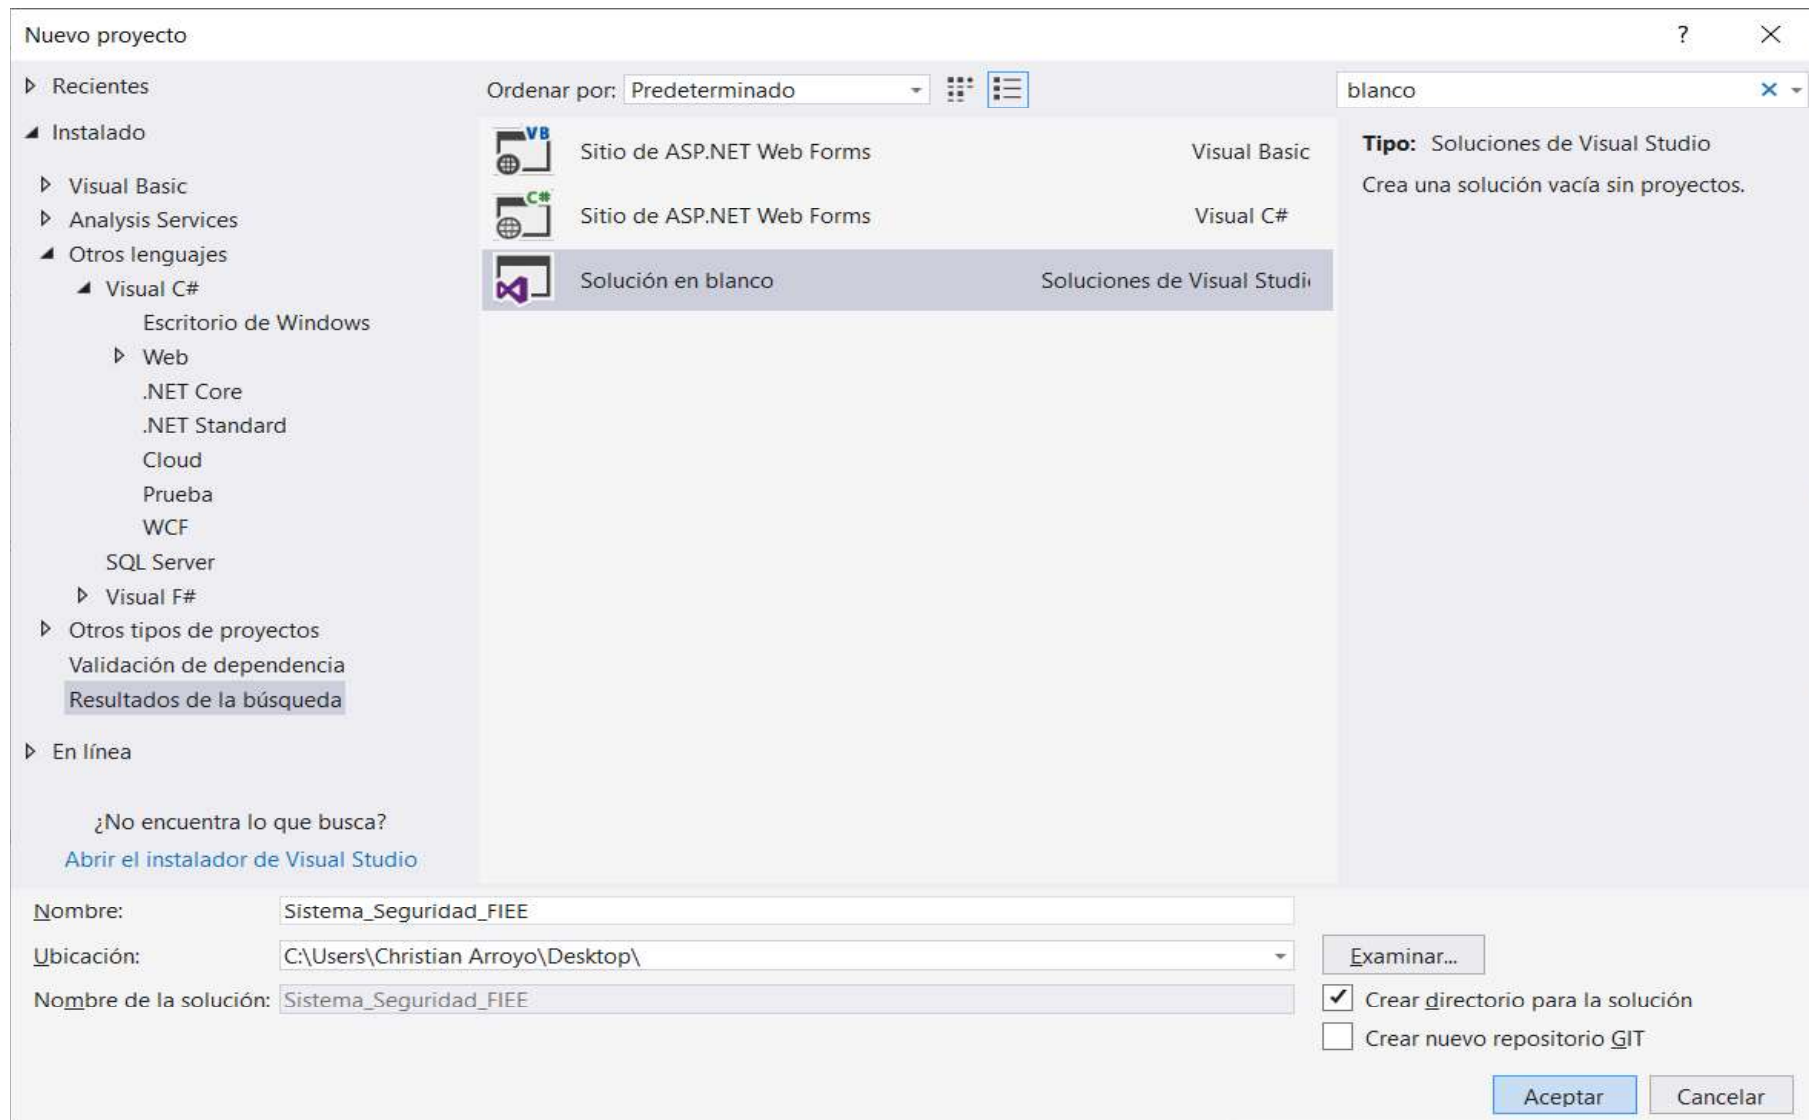 Nuevo proyecto
?
Recientes
Instalado
Visual Basic
Analysis Services
Otros lenguajes
Visual C#
Escritorio de Windows
Web
.NET Core
.NET Standard
Cloud
Prueba
WCF
SQL Server
Visual F#
Otros tipos de proyectos
Validación de dependencia
Resultados de la búsqueda
En línea
¿No encuentra lo que busca?
Abrir el instalador de Visual Studio
Ordenar por: Predeterminado
VB
Sitio de ASP.NET Web Forms Visual Basic
C#
Sitio de ASP.NET Web Forms Visual C#
Solución en blanco Soluciones de Visual Studi
blanco
Tipo: Soluciones de Visual Studio
Crea una solución vacía sin proyectos.
Nombre: Sistema_Seguridad_FIEE
Ubicación: C:\Users\Christian Arroyo\Desktop\
Examinar...
Nombre de la solución: Sistema_Seguridad_FIEE
Crear directorio para la solución
Crear nuevo repositorio GIT
Aceptar Cancelar